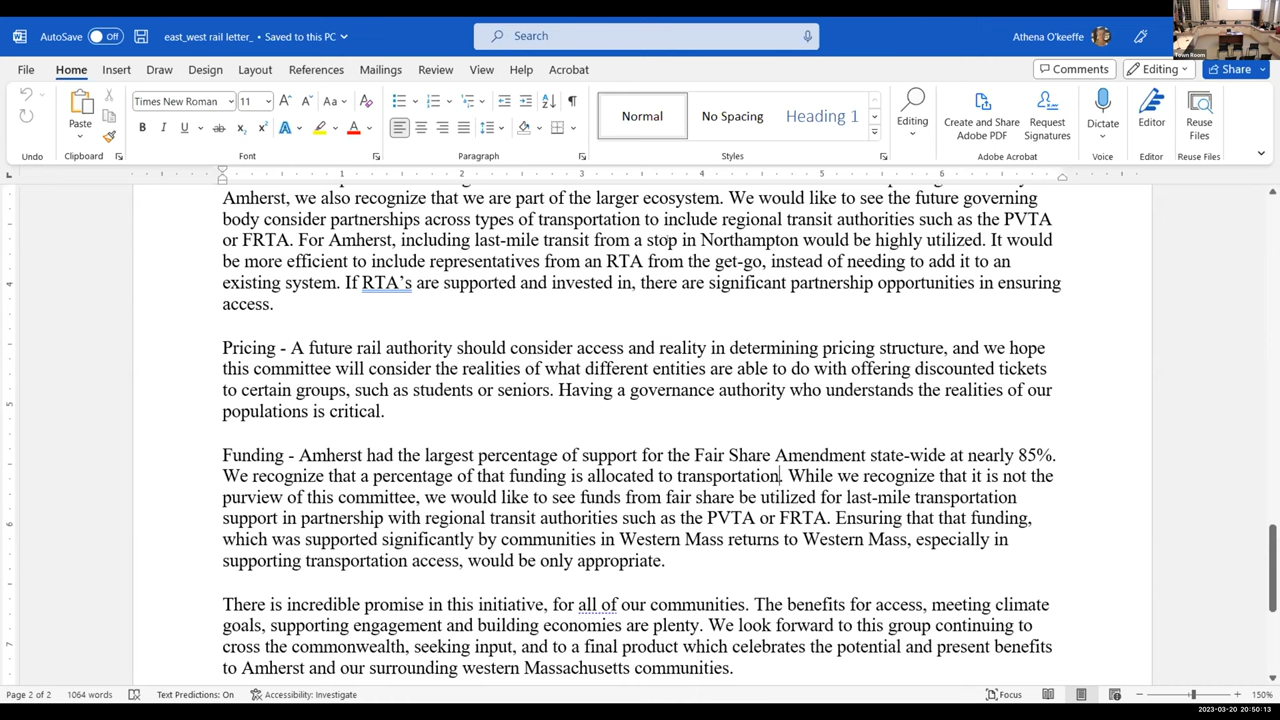 AutoSave Off east_west rail letter_ • Saved to this PC Search Athena O'keeffe
Town Room
File Home Insert Draw Design Layout References Mailings Review View Help Acrobat Comments Editing Share
Paste Times New Roman 11 Aa Normal No Spacing Heading 1 Editing Create and Share Adobe PDF Request Signatures Dictate Editor Reuse Files
B I U ab x₂ x² A A
Undo Clipboard Font Paragraph Styles Adobe Acrobat Voice Editor Reuse Files
1 2 3 4 5 6
Amherst, we also recognize that we are part of the larger ecosystem. We would like to see the future governing
body consider partnerships across types of transportation to include regional transit authorities such as the PVTA
or FRTA. For Amherst, including last-mile transit from a stop in Northampton would be highly utilized. It would
be more efficient to include representatives from an RTA from the get-go, instead of needing to add it to an
existing system. If RTA's are supported and invested in, there are significant partnership opportunities in ensuring
access.
Pricing - A future rail authority should consider access and reality in determining pricing structure, and we hope
this committee will consider the realities of what different entities are able to do with offering discounted tickets
to certain groups, such as students or seniors. Having a governance authority who understands the realities of our
populations is critical.
Funding - Amherst had the largest percentage of support for the Fair Share Amendment state-wide at nearly 85%.
We recognize that a percentage of that funding is allocated to transportation. While we recognize that it is not the
purview of this committee, we would like to see funds from fair share be utilized for last-mile transportation
support in partnership with regional transit authorities such as the PVTA or FRTA. Ensuring that that funding,
which was supported significantly by communities in Western Mass returns to Western Mass, especially in
supporting transportation access, would be only appropriate.
There is incredible promise in this initiative, for all of our communities. The benefits for access, meeting climate
goals, supporting engagement and building economies are plenty. We look forward to this group continuing to
cross the commonwealth, seeking input, and to a final product which celebrates the potential and present benefits
to Amherst and our surrounding western Massachusetts communities.
Page 2 of 2 1064 words Text Predictions: On Accessibility: Investigate Focus 150%
2023-03-20 20:50:13